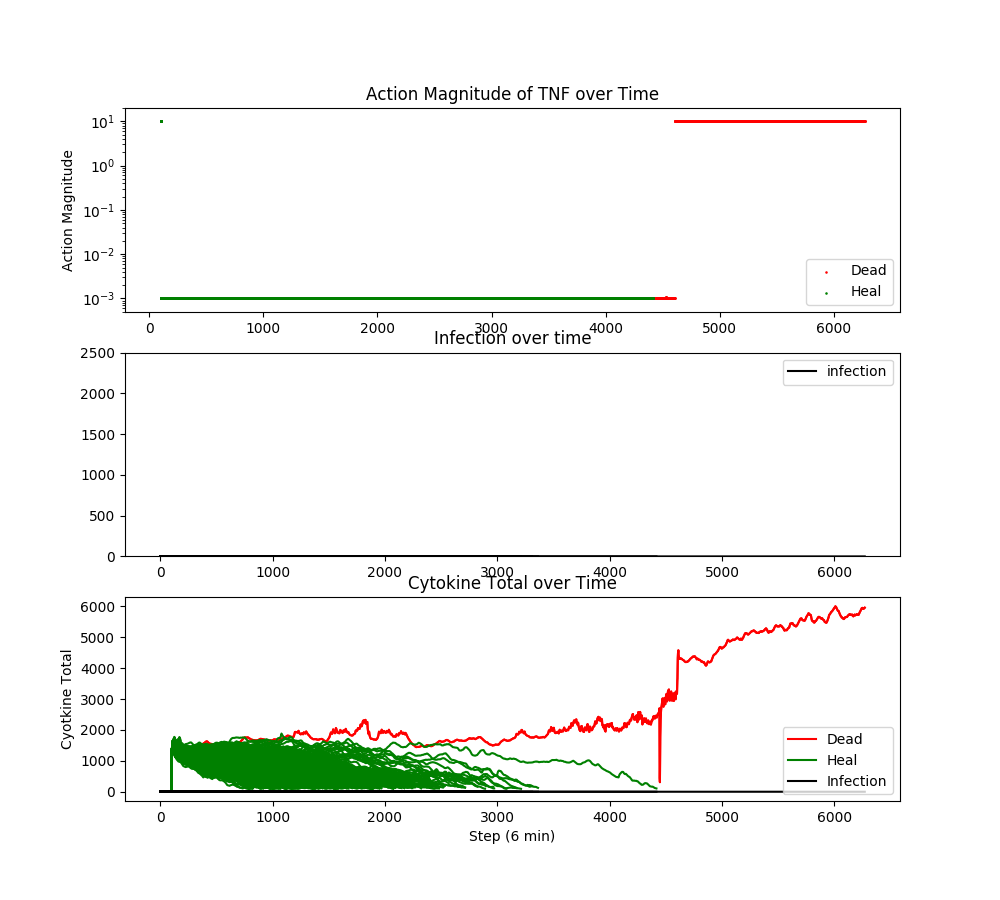 Action Magnitude of TNF over Time
Action Magnitude
10¹
10⁰
10⁻¹
10⁻²
10⁻³
Dead
Heal
0 1000 2000 3000 4000 5000 6000
Infection over time
2500
2000
1500
1000
500
0
infection
0 1000 2000 3000 4000 5000 6000
Cytokine Total over Time
Cyotkine Total
6000
5000
4000
3000
2000
1000
0
Dead
Heal
Infection
0 1000 2000 3000 4000 5000 6000
Step (6 min)